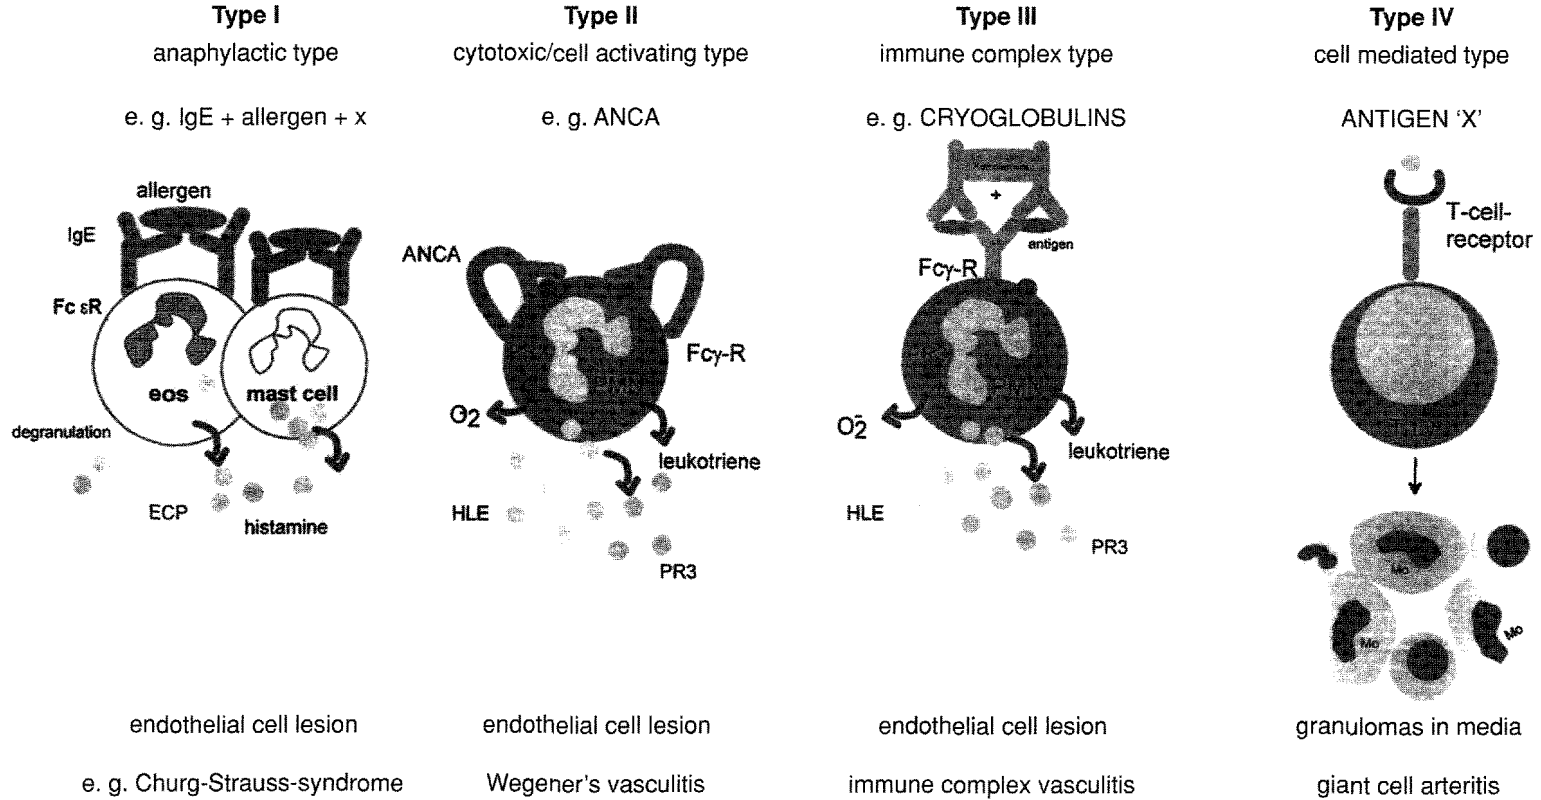 Type I
anaphylactic type
e. g. IgE + allergen + x
allergen
IgE
Fc εR
eos
mast cell
degranulation
ECP
histamine
endothelial cell lesion
e. g. Churg-Strauss-syndrome
Type II
cytotoxic/cell activating type
e. g. ANCA
ANCA
Fcγ-R
PMN
O2
leukotriene
HLE
PR3
endothelial cell lesion
Wegener's vasculitis
Type III
immune complex type
e. g. CRYOGLOBULINS
+
antigen
Fcγ-R
PMN
O2-
leukotriene
HLE
PR3
endothelial cell lesion
immune complex vasculitis
Type IV
cell mediated type
ANTIGEN ‘X’
T-cell-
receptor
Mo
Mo
Mo
granulomas in media
giant cell arteritis